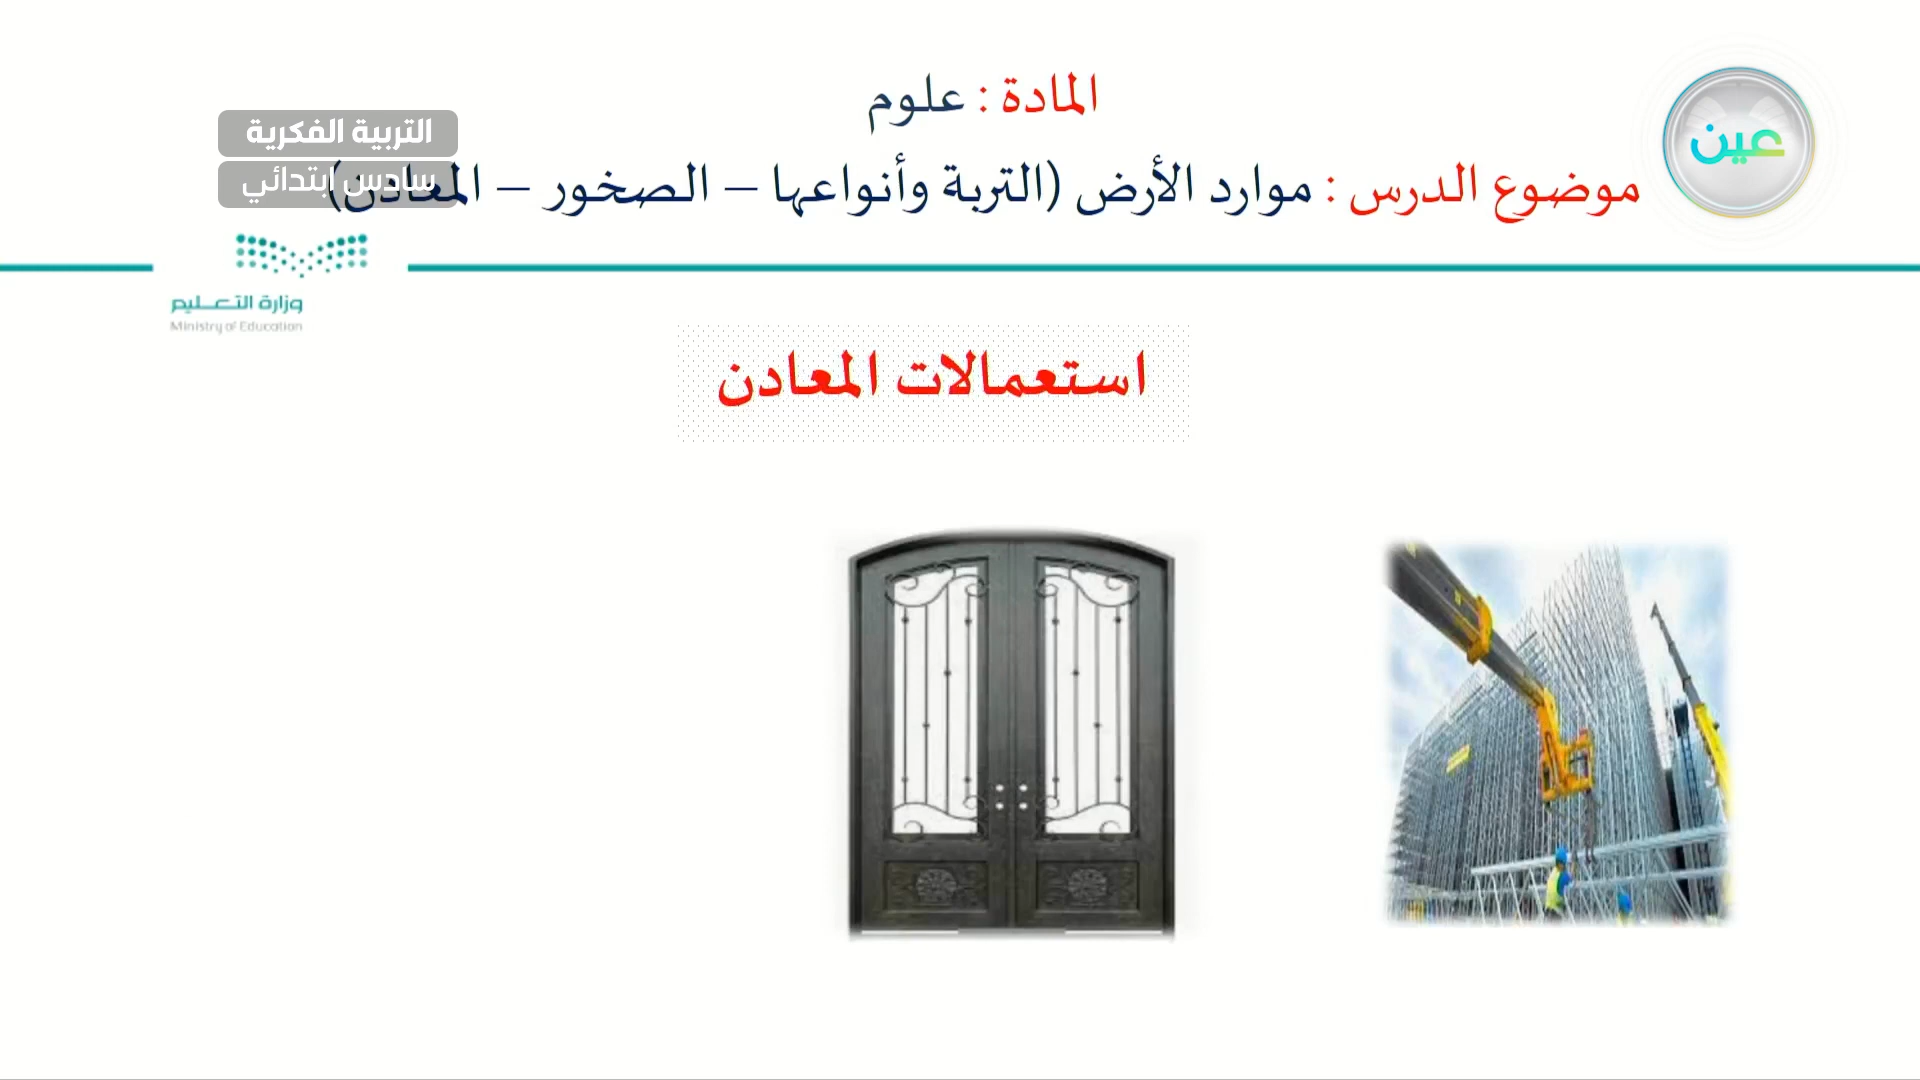 المادة : علوم
موضوع الدرس : موارد الأرض (التربة وأنواعها – الصخور – المعادن)
التربية الفكرية
سادس ابتدائي
عين
وزارة التعليم
Ministry of Education
استعمالات المعادن